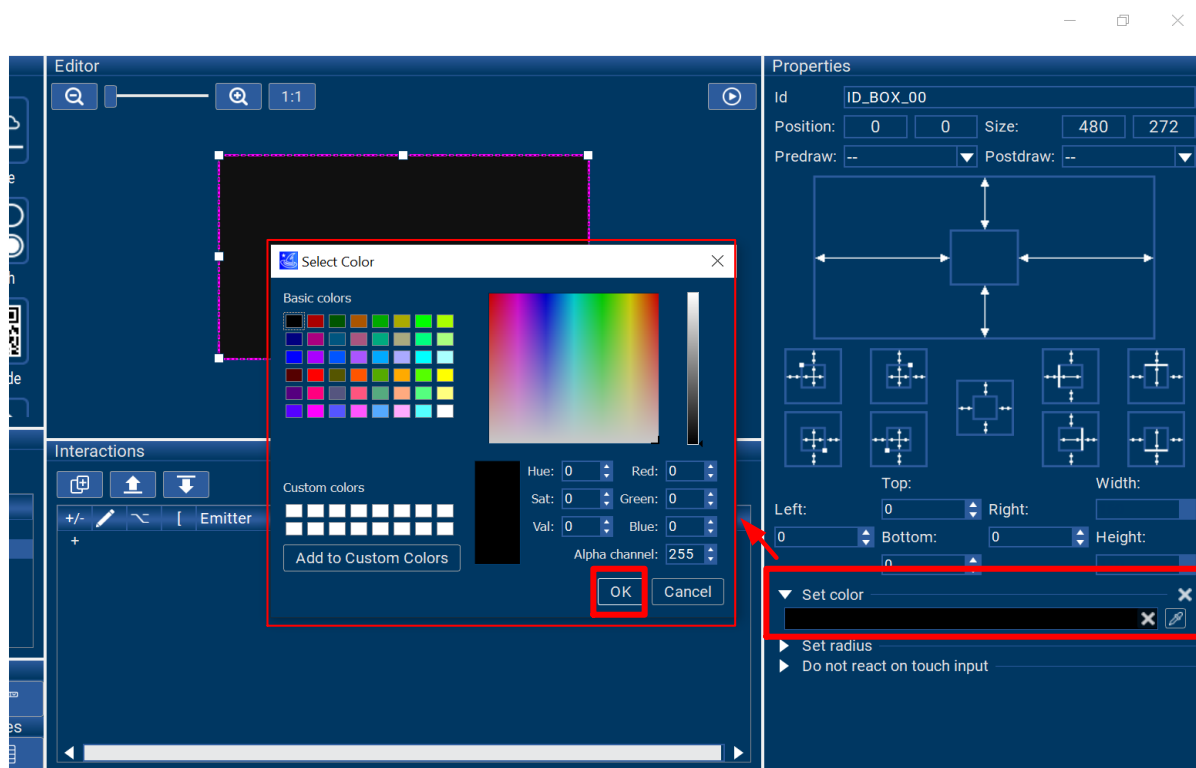 Editor
Properties
1:1
Id
ID_BOX_00
Position:
0
0
Size:
480
272
Predraw:
--
Postdraw:
--
Select Color
Basic colors
Custom colors
Add to Custom Colors
Hue:
0
Red:
0
Sat:
0
Green:
0
Val:
0
Blue:
0
Alpha channel:
255
OK
Cancel
Interactions
+/-
[
Emitter
+
Top:
Width:
Left:
0
Right:
0
Bottom:
0
Height:
0
Set color
Set radius
Do not react on touch input